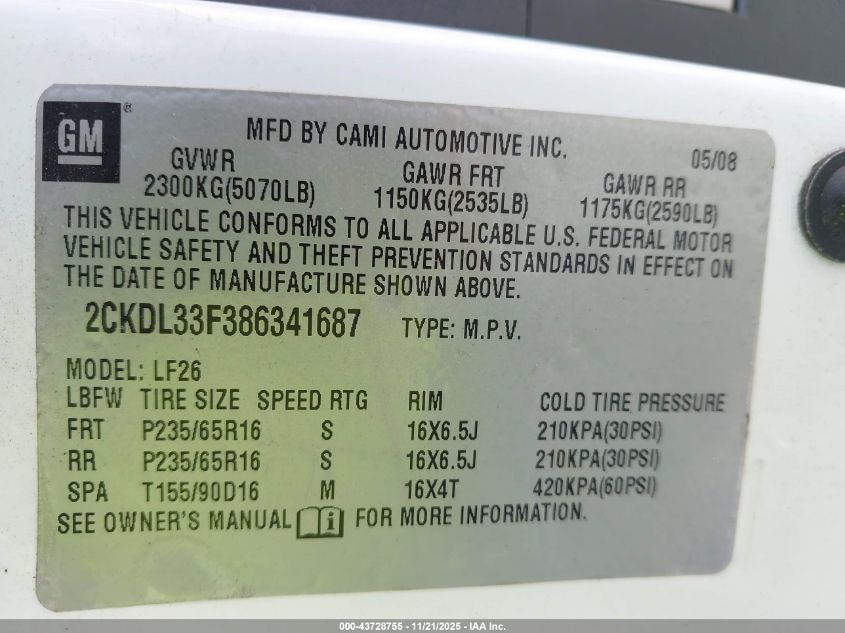 GM ®
MFD BY CAMI AUTOMOTIVE INC. 05/08
GVWR GAWR FRT GAWR RR
2300KG(5070LB) 1150KG(2535LB) 1175KG(2590LB)
THIS VEHICLE CONFORMS TO ALL APPLICABLE U.S. FEDERAL MOTOR
VEHICLE SAFETY AND THEFT PREVENTION STANDARDS IN EFFECT ON
THE DATE OF MANUFACTURE SHOWN ABOVE.
2CKDL33F386341687 TYPE: M.P.V.
MODEL: LF26
LBFW TIRE SIZE SPEED RTG RIM COLD TIRE PRESSURE
FRT P235/65R16 S 16X6.5J 210KPA(30PSI)
RR P235/65R16 S 16X6.5J 210KPA(30PSI)
SPA T155/90D16 M 16X4T 420KPA(60PSI)
SEE OWNER'S MANUAL i FOR MORE INFORMATION.
000-43728755 - 11/21/2025 - IAA Inc.